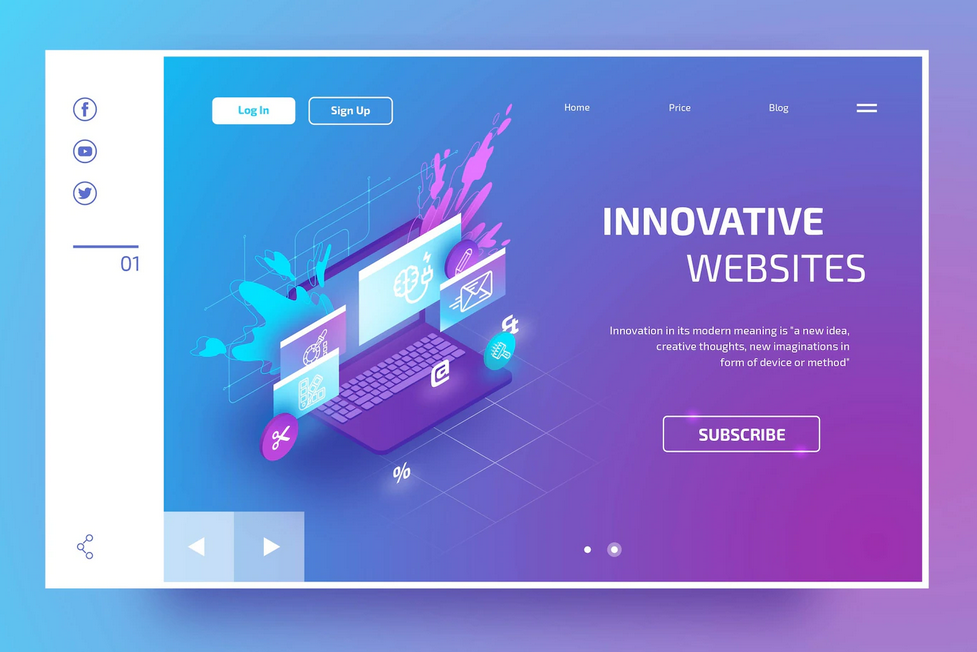 Log In
Sign Up
Home
Price
Blog
INNOVATIVE
WEBSITES
01
Innovation in its modern meaning is "a new idea,
creative thoughts, new imaginations in
form of device or method"
@
%
SUBSCRIBE